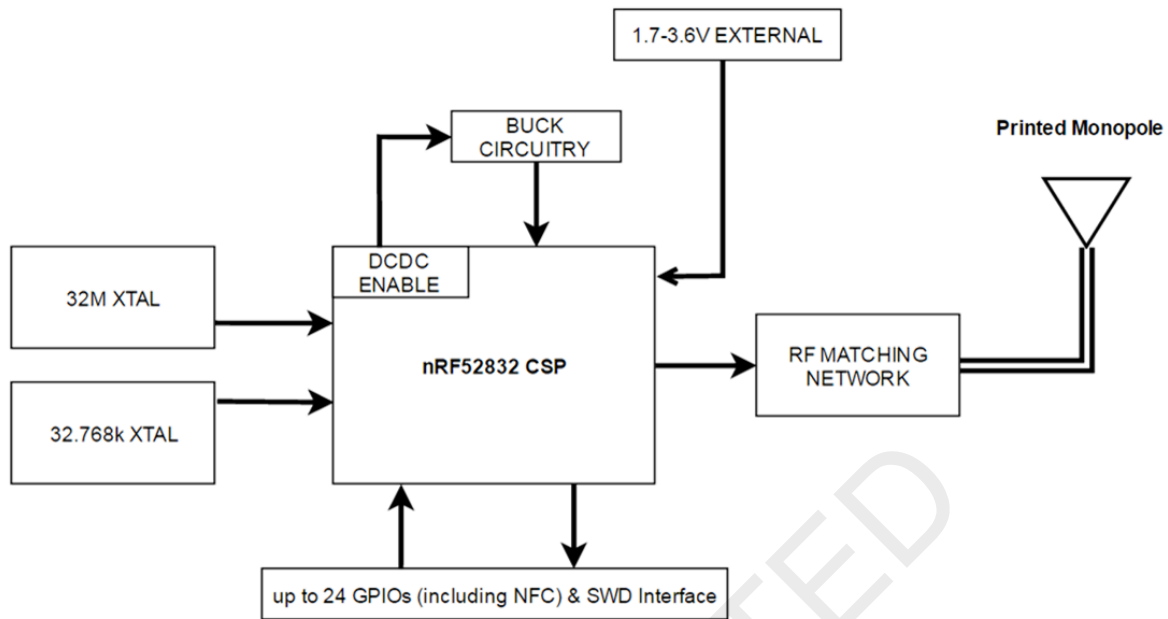 1.7-3.6V EXTERNAL
BUCK
CIRCUITRY
Printed Monopole
DCDC
ENABLE
32M XTAL
nRF52832 CSP
RF MATCHING
NETWORK
32.768k XTAL
up to 24 GPIOs (including NFC) & SWD Interface
TED